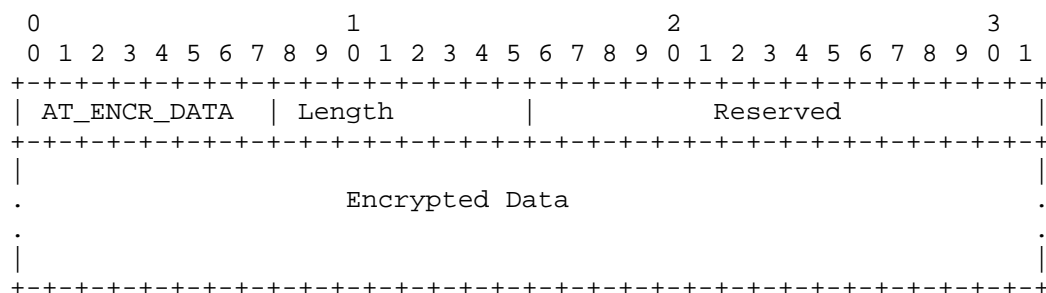 0                   1                   2                   3
 0 1 2 3 4 5 6 7 8 9 0 1 2 3 4 5 6 7 8 9 0 1 2 3 4 5 6 7 8 9 0 1
+-+-+-+-+-+-+-+-+-+-+-+-+-+-+-+-+-+-+-+-+-+-+-+-+-+-+-+-+-+-+-+-+
| AT_ENCR_DATA  | Length        |           Reserved            |
+-+-+-+-+-+-+-+-+-+-+-+-+-+-+-+-+-+-+-+-+-+-+-+-+-+-+-+-+-+-+-+-+
|                                                               |
.                    Encrypted Data                             .
.                                                               .
|                                                               |
+-+-+-+-+-+-+-+-+-+-+-+-+-+-+-+-+-+-+-+-+-+-+-+-+-+-+-+-+-+-+-+-+